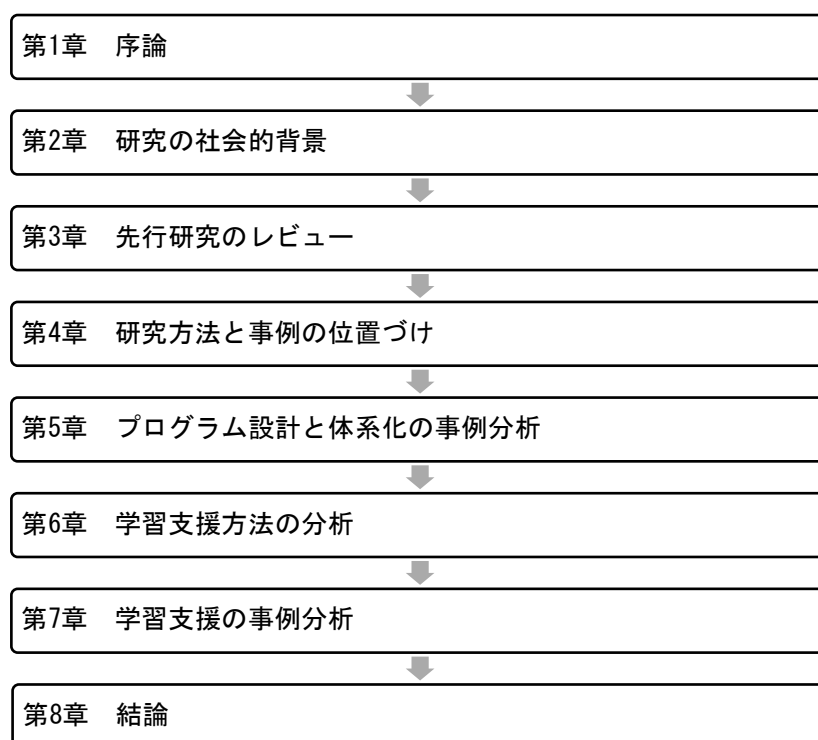 第1章　序論
第2章　研究の社会的背景
第3章　先行研究のレビュー
第4章　研究方法と事例の位置づけ
第5章　プログラム設計と体系化の事例分析
第6章　学習支援方法の分析
第7章　学習支援の事例分析
第8章　結論